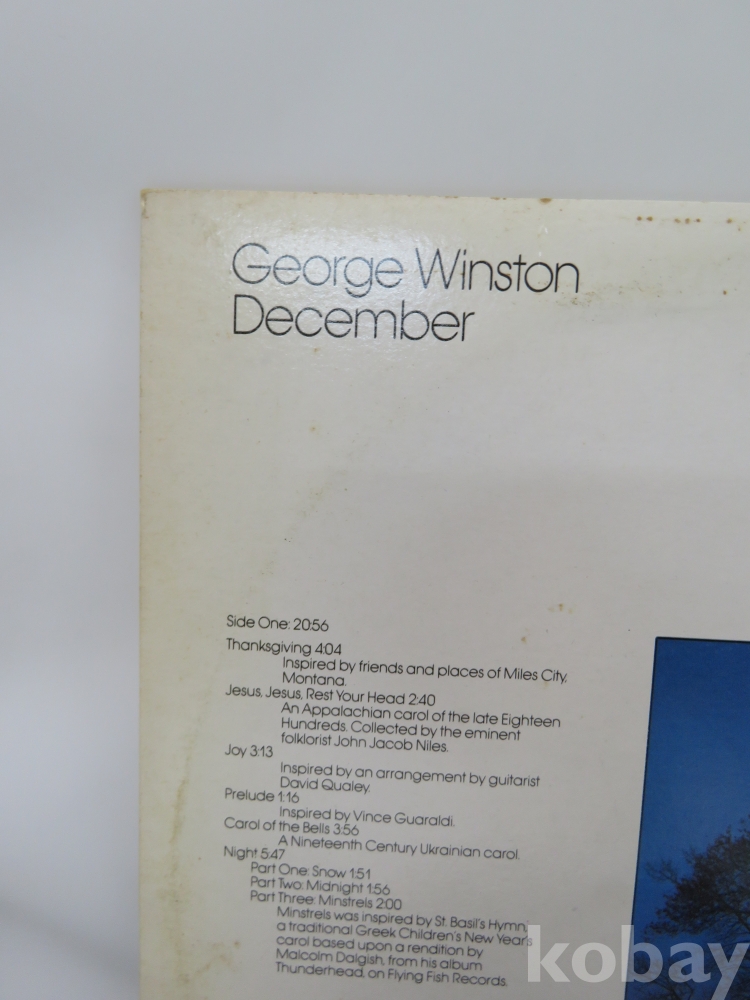 George Winston
December
Side One: 20:56
Thanksgiving 4:04
Inspired by friends and places of Miles City,
Montana.
Jesus, Jesus, Rest Your Head 2:40
An Appalachian carol of the late Eighteen
Hundreds. Collected by the eminent
folklorist John Jacob Niles.
Joy 3:13
Inspired by an arrangement by guitarist
David Qualey.
Prelude 1:16
Inspired by Vince Guaraldi.
Carol of the Bells 3:56
A Nineteenth Century Ukrainian carol.
Night 5:47
Part One: Snow 1:51
Part Two: Midnight 1:56
Part Three: Minstrels 2:00
Minstrels was inspired by St. Basil's Hymn,
a traditional Greek Children's New Year's
carol based upon a rendition by
Malcolm Dalgish, from his album
Thunderhead, on Flying Fish Records.
kobay